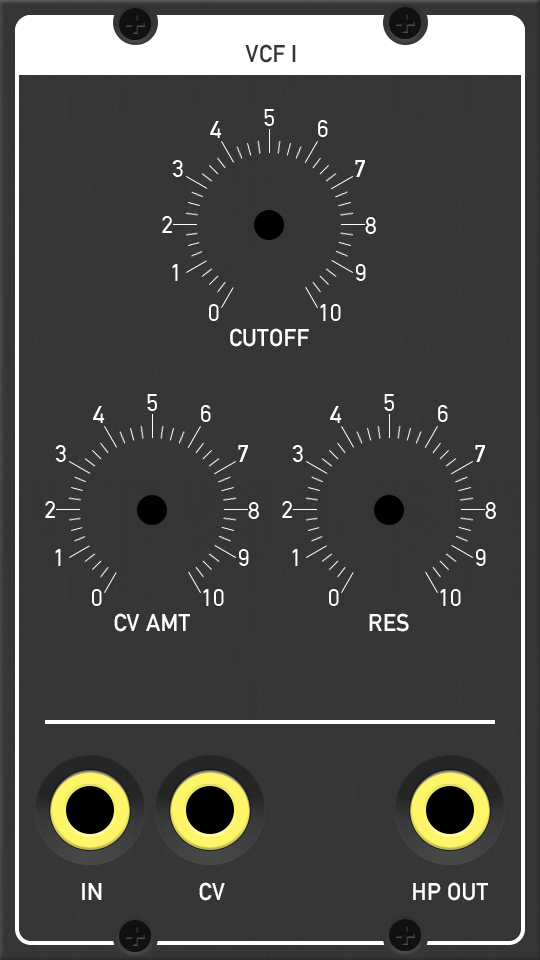 VCF I
5
4 6
3 7
2 8
1 9
0 10
CUTOFF
5 5
4 6 4 6
3 7 3 7
2 8 2 8
1 9 1 9
0 10 0 10
CV AMT RES
IN CV HP OUT